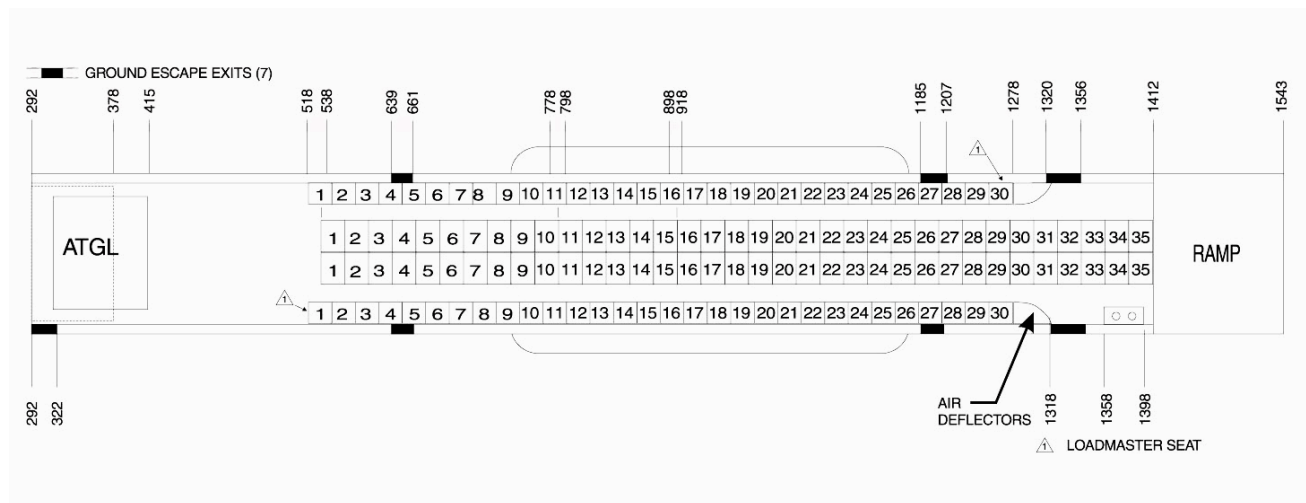 GROUND ESCAPE EXITS (7)
292 378 415 518 538 639 661 778 798 898 918 1185 1207 1278 1320 1356 1412 1543
1
1 2 3 4 5 6 7 8 9 10 11 12 13 14 15 16 17 18 19 20 21 22 23 24 25 26 27 28 29 30
1 2 3 4 5 6 7 8 9 10 11 12 13 14 15 16 17 18 19 20 21 22 23 24 25 26 27 28 29 30 31 32 33 34 35
ATGL
RAMP
1 2 3 4 5 6 7 8 9 10 11 12 13 14 15 16 17 18 19 20 21 22 23 24 25 26 27 28 29 30 31 32 33 34 35
1
1 2 3 4 5 6 7 8 9 10 11 12 13 14 15 16 17 18 19 20 21 22 23 24 25 26 27 28 29 30
292 322
AIR
DEFLECTORS
1318 1358 1398
1 LOADMASTER SEAT